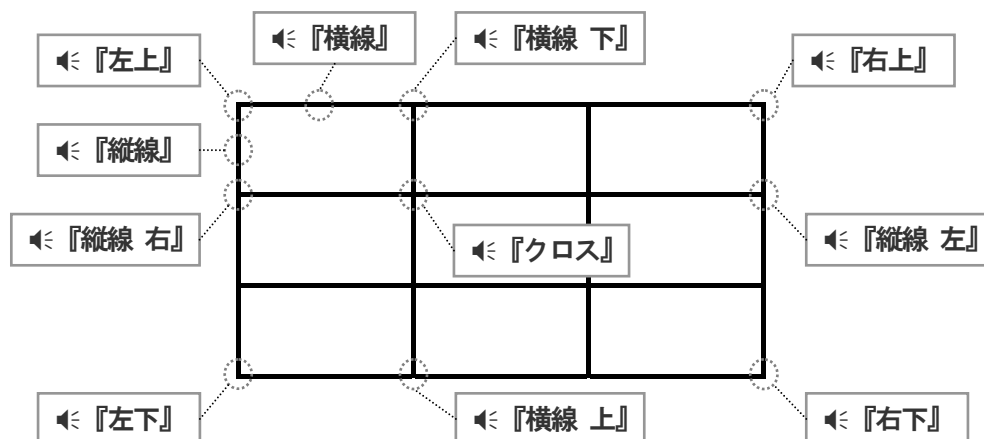 『左上』
『横線』
『横線 下』
『右上』
『縦線』
『縦線 右』
『クロス』
『縦線 左』
『左下』
『横線 上』
『右下』